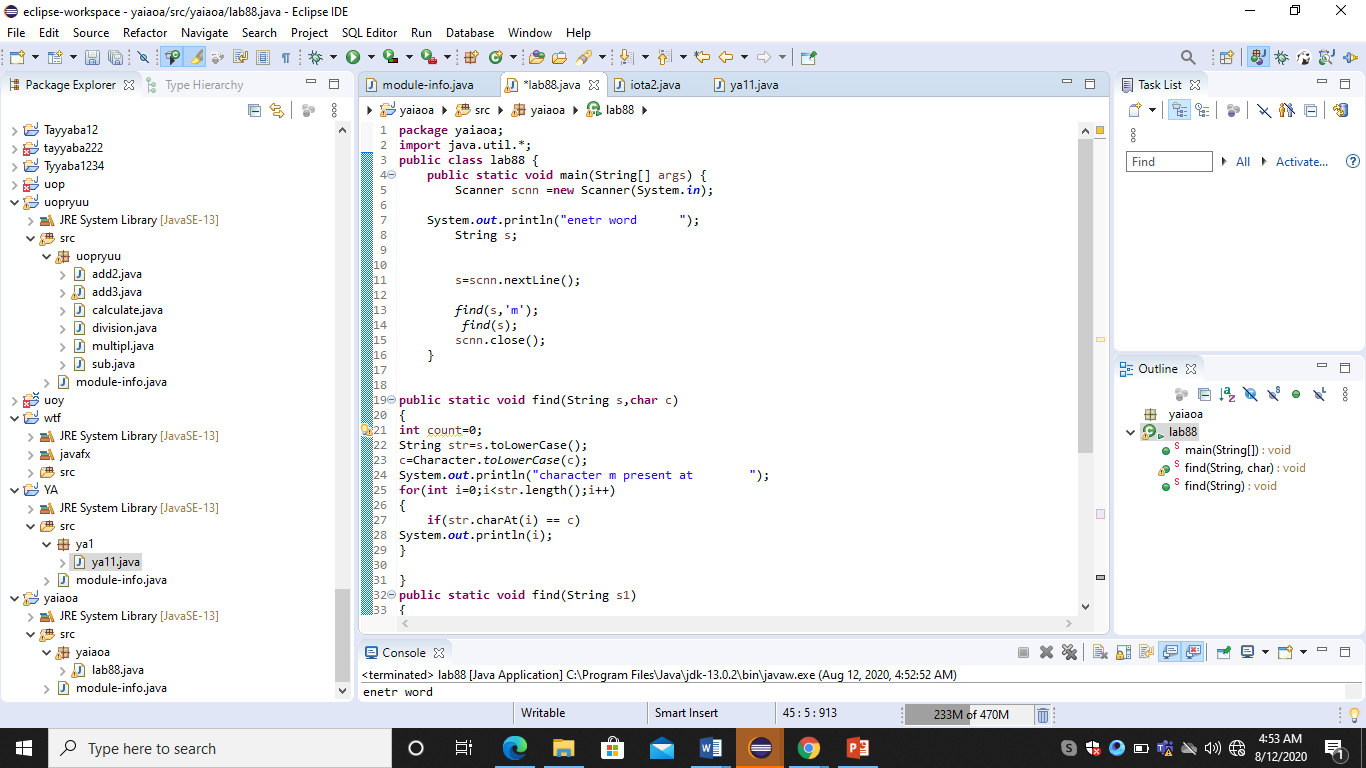 eclipse-workspace - yaiaoa/src/yaiaoa/lab88.java - Eclipse IDE
File Edit Source Refactor Navigate Search Project SQL Editor Run Database Window Help
Package Explorer Type Hierarchy
Tayyaba12
tayyaba222
Tyyaba1234
uop
uopryuu
JRE System Library [JavaSE-13]
src
uopryuu
add2.java
add3.java
calculate.java
division.java
multipl.java
sub.java
module-info.java
uoy
wtf
JRE System Library [JavaSE-13]
javafx
src
YA
JRE System Library [JavaSE-13]
src
ya1
ya11.java
module-info.java
yaiaoa
JRE System Library [JavaSE-13]
src
yaiaoa
lab88.java
module-info.java
module-info.java *lab88.java iota2.java ya11.java
yaiaoa src yaiaoa lab88
1 package yaiaoa;
2 import java.util.*;
3 public class lab88 {
4 public static void main(String[] args) {
5 Scanner scnn =new Scanner(System.in);
6
7 System.out.println("enetr word      ");
8 String s;
9
10
11 s=scnn.nextLine();
12
13 find(s,'m');
14 find(s);
15 scnn.close();
16 }
17
18
19 public static void find(String s,char c)
20 {
21 int count=0;
22 String str=s.toLowerCase();
23 c=Character.toLowerCase(c);
24 System.out.println("character m present at        ");
25 for(int i=0;i<str.length();i++)
26 {
27 if(str.charAt(i) == c)
28 System.out.println(i);
29 }
30
31 }
32 public static void find(String s1)
33 {
Task List
Find All Activate...
Outline
yaiaoa
lab88
main(String[]) : void
find(String, char) : void
find(String) : void
Console
<terminated> lab88 [Java Application] C:\Program Files\Java\jdk-13.0.2\bin\javaw.exe (Aug 12, 2020, 4:52:52 AM)
enetr word
Writable Smart Insert 45 : 5 : 913 233M of 470M
Type here to search
4:53 AM
8/12/2020
1